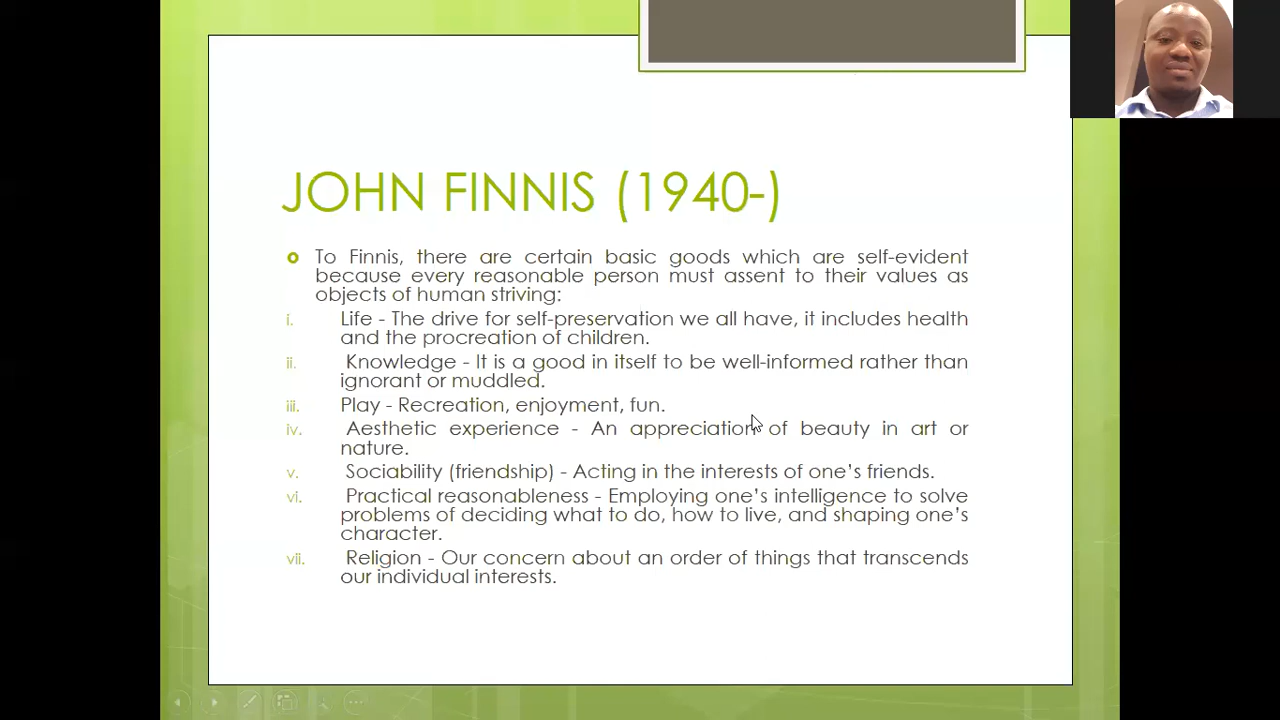 JOHN FINNIS (1940-)
To Finnis, there are certain basic goods which are self-evident
because every reasonable person must assent to their values as
objects of human striving:
i. Life - The drive for self-preservation we all have, it includes health
and the procreation of children.
ii. Knowledge - It is a good in itself to be well-informed rather than
ignorant or muddled.
iii. Play - Recreation, enjoyment, fun.
iv. Aesthetic experience - An appreciation of beauty in art or
nature.
v. Sociability (friendship) - Acting in the interests of one's friends.
vi. Practical reasonableness - Employing one's intelligence to solve
problems of deciding what to do, how to live, and shaping one's
character.
vii. Religion - Our concern about an order of things that transcends
our individual interests.